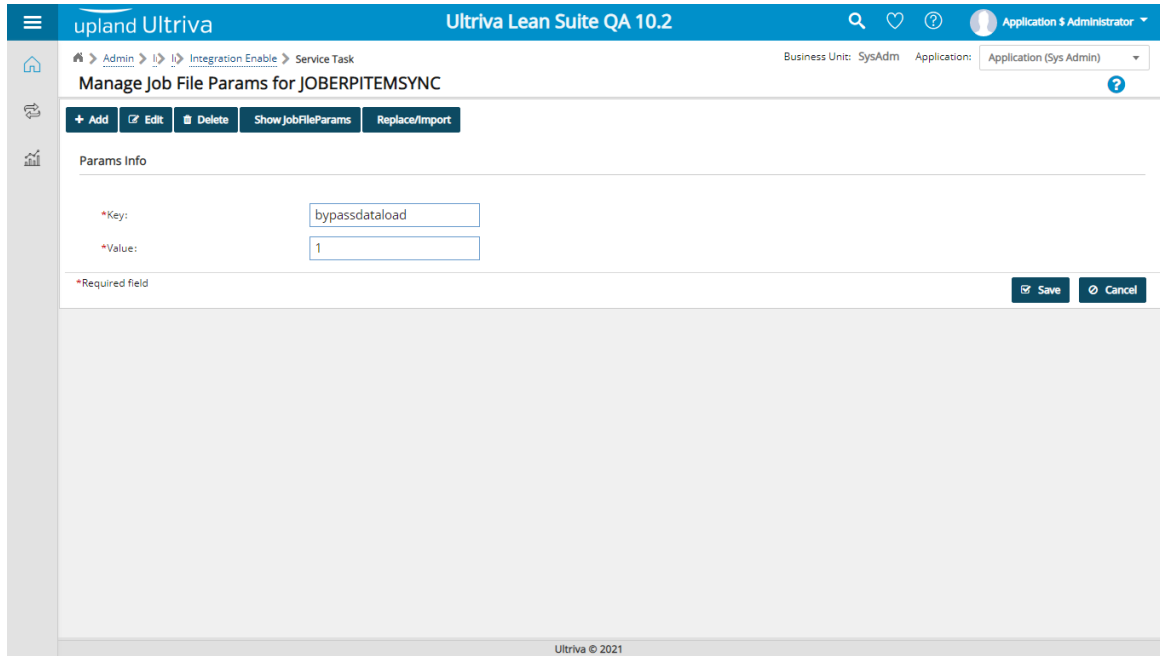 upland Ultriva
Ultriva Lean Suite QA 10.2
Application $ Administrator
Admin > I> I> Integration Enable > Service Task
Business Unit: SysAdm Application: Application (Sys Admin)
Manage Job File Params for JOBERPITEMSYNC
+ Add Edit Delete Show JobFileParams Replace/Import
Params Info
*Key: bypassdataload
*Value: 1
*Required field
Save Cancel
Ultriva © 2021